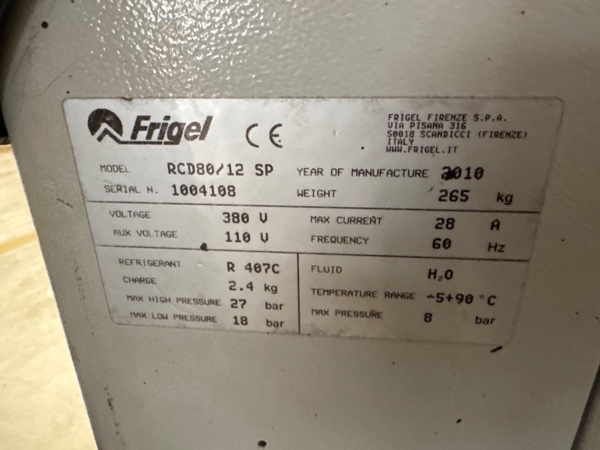 Frigel CE
FRIGEL FIRENZE S.P.A.
VIA PISANA 316
50018 SCANDICCI (FIRENZE)
ITALY
WWW.FRIGEL.IT
MODEL RCD80/12 SP YEAR OF MANUFACTURE 2010
SERIAL N. 1004108 WEIGHT 265 kg
VOLTAGE 380 V MAX CURRENT 28 A
AUX VOLTAGE 110 V FREQUENCY 60 Hz
REFRIGERANT R 407C
CHARGE 2.4 kg
MAX HIGH PRESSURE 27 bar
MAX LOW PRESSURE 18 bar
FLUID H₂O
TEMPERATURE RANGE -5+90 °C
MAX PRESSURE 8 bar